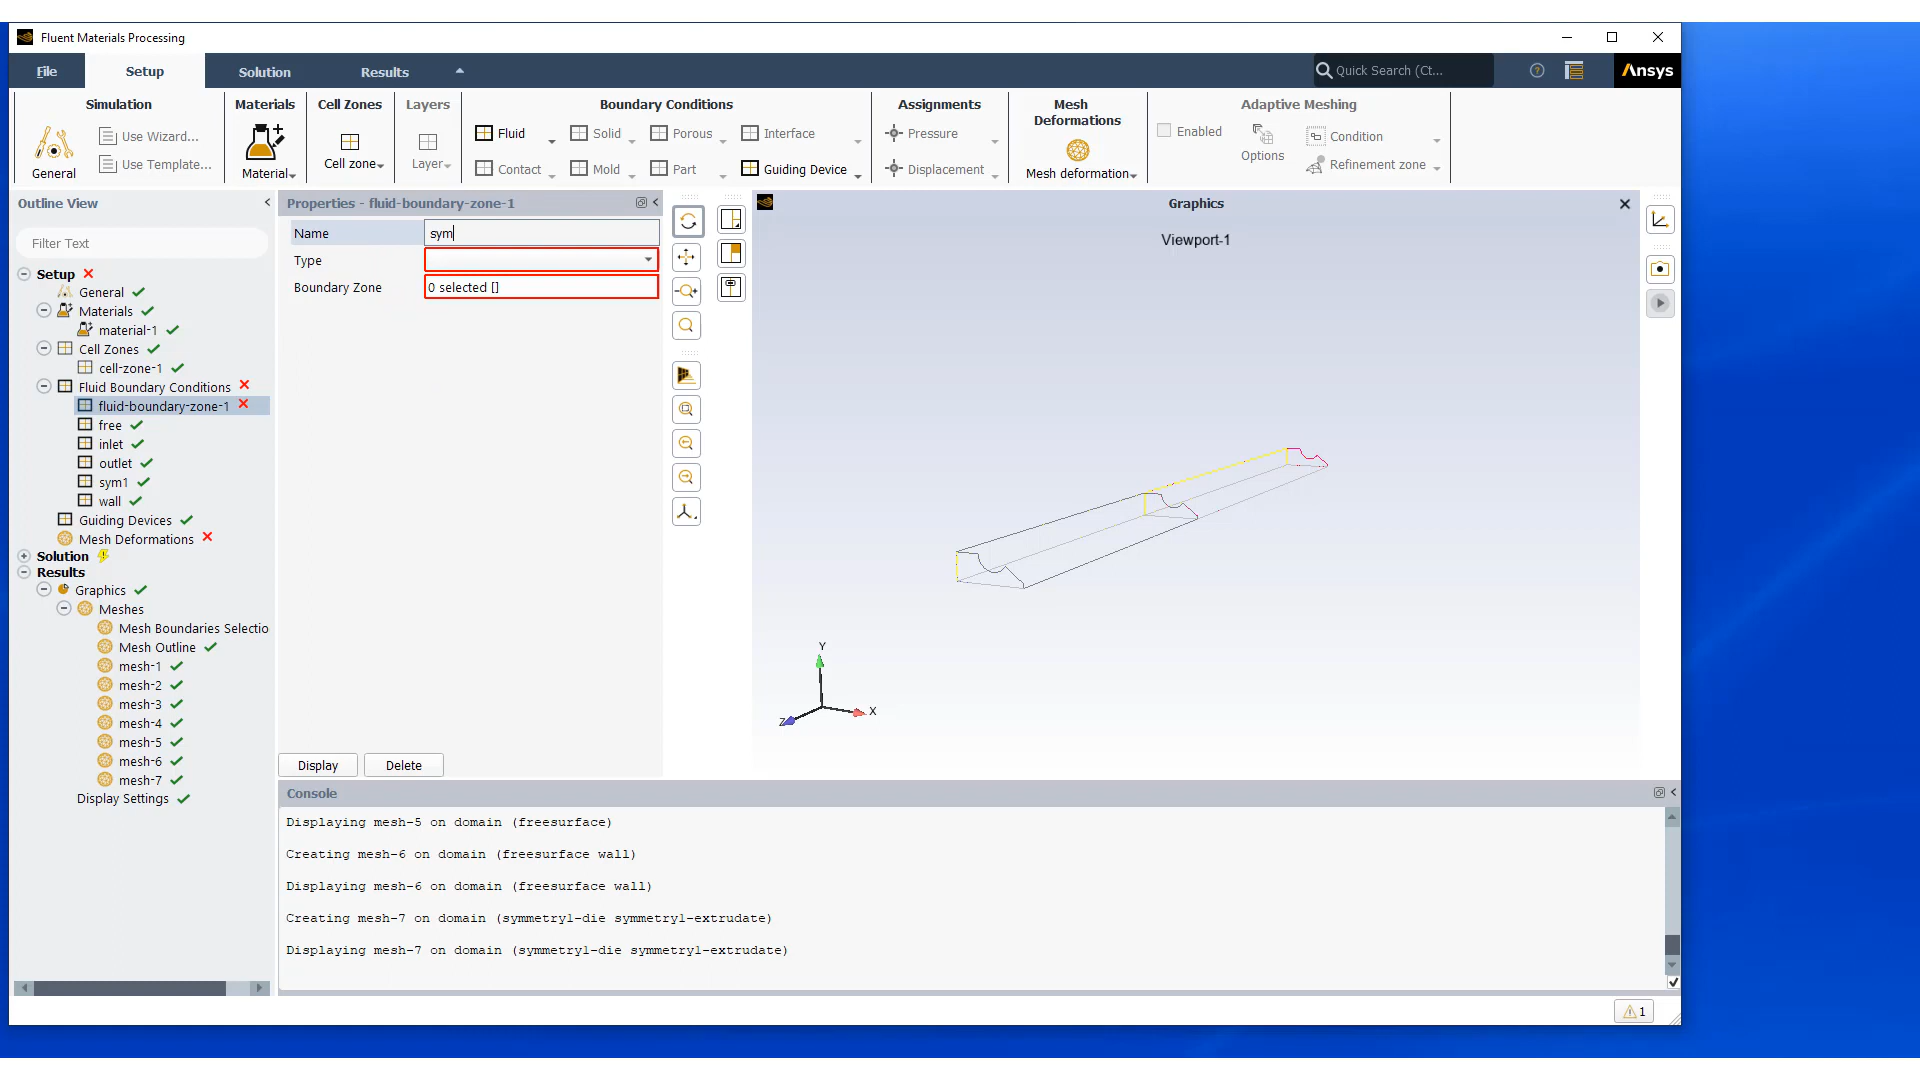 Fluent Materials Processing
File
Setup
Solution
Results
Quick Search (Ct...
Ansys
Simulation
General
Use Wizard...
Use Template...
Materials
Material
Cell Zones
Cell zone
Layers
Layer
Boundary Conditions
Fluid
Solid
Porous
Interface
Contact
Mold
Part
Guiding Device
Assignments
Pressure
Displacement
Mesh
Deformations
Mesh deformation
Adaptive Meshing
Enabled
Options
Condition
Refinement zone
Outline View
Filter Text
Setup
General
Materials
material-1
Cell Zones
cell-zone-1
Fluid Boundary Conditions
fluid-boundary-zone-1
free
inlet
outlet
sym1
wall
Guiding Devices
Mesh Deformations
Solution
Results
Graphics
Meshes
Mesh Boundaries Selectio
Mesh Outline
mesh-1
mesh-2
mesh-3
mesh-4
mesh-5
mesh-6
mesh-7
Display Settings
Properties - fluid-boundary-zone-1
Name sym
Type
Boundary Zone 0 selected []
Display Delete
Graphics
Viewport-1
Y
X
Z
Console
Displaying mesh-5 on domain (freesurface)
Creating mesh-6 on domain (freesurface wall)
Displaying mesh-6 on domain (freesurface wall)
Creating mesh-7 on domain (symmetry1-die symmetry1-extrudate)
Displaying mesh-7 on domain (symmetry1-die symmetry1-extrudate)
1